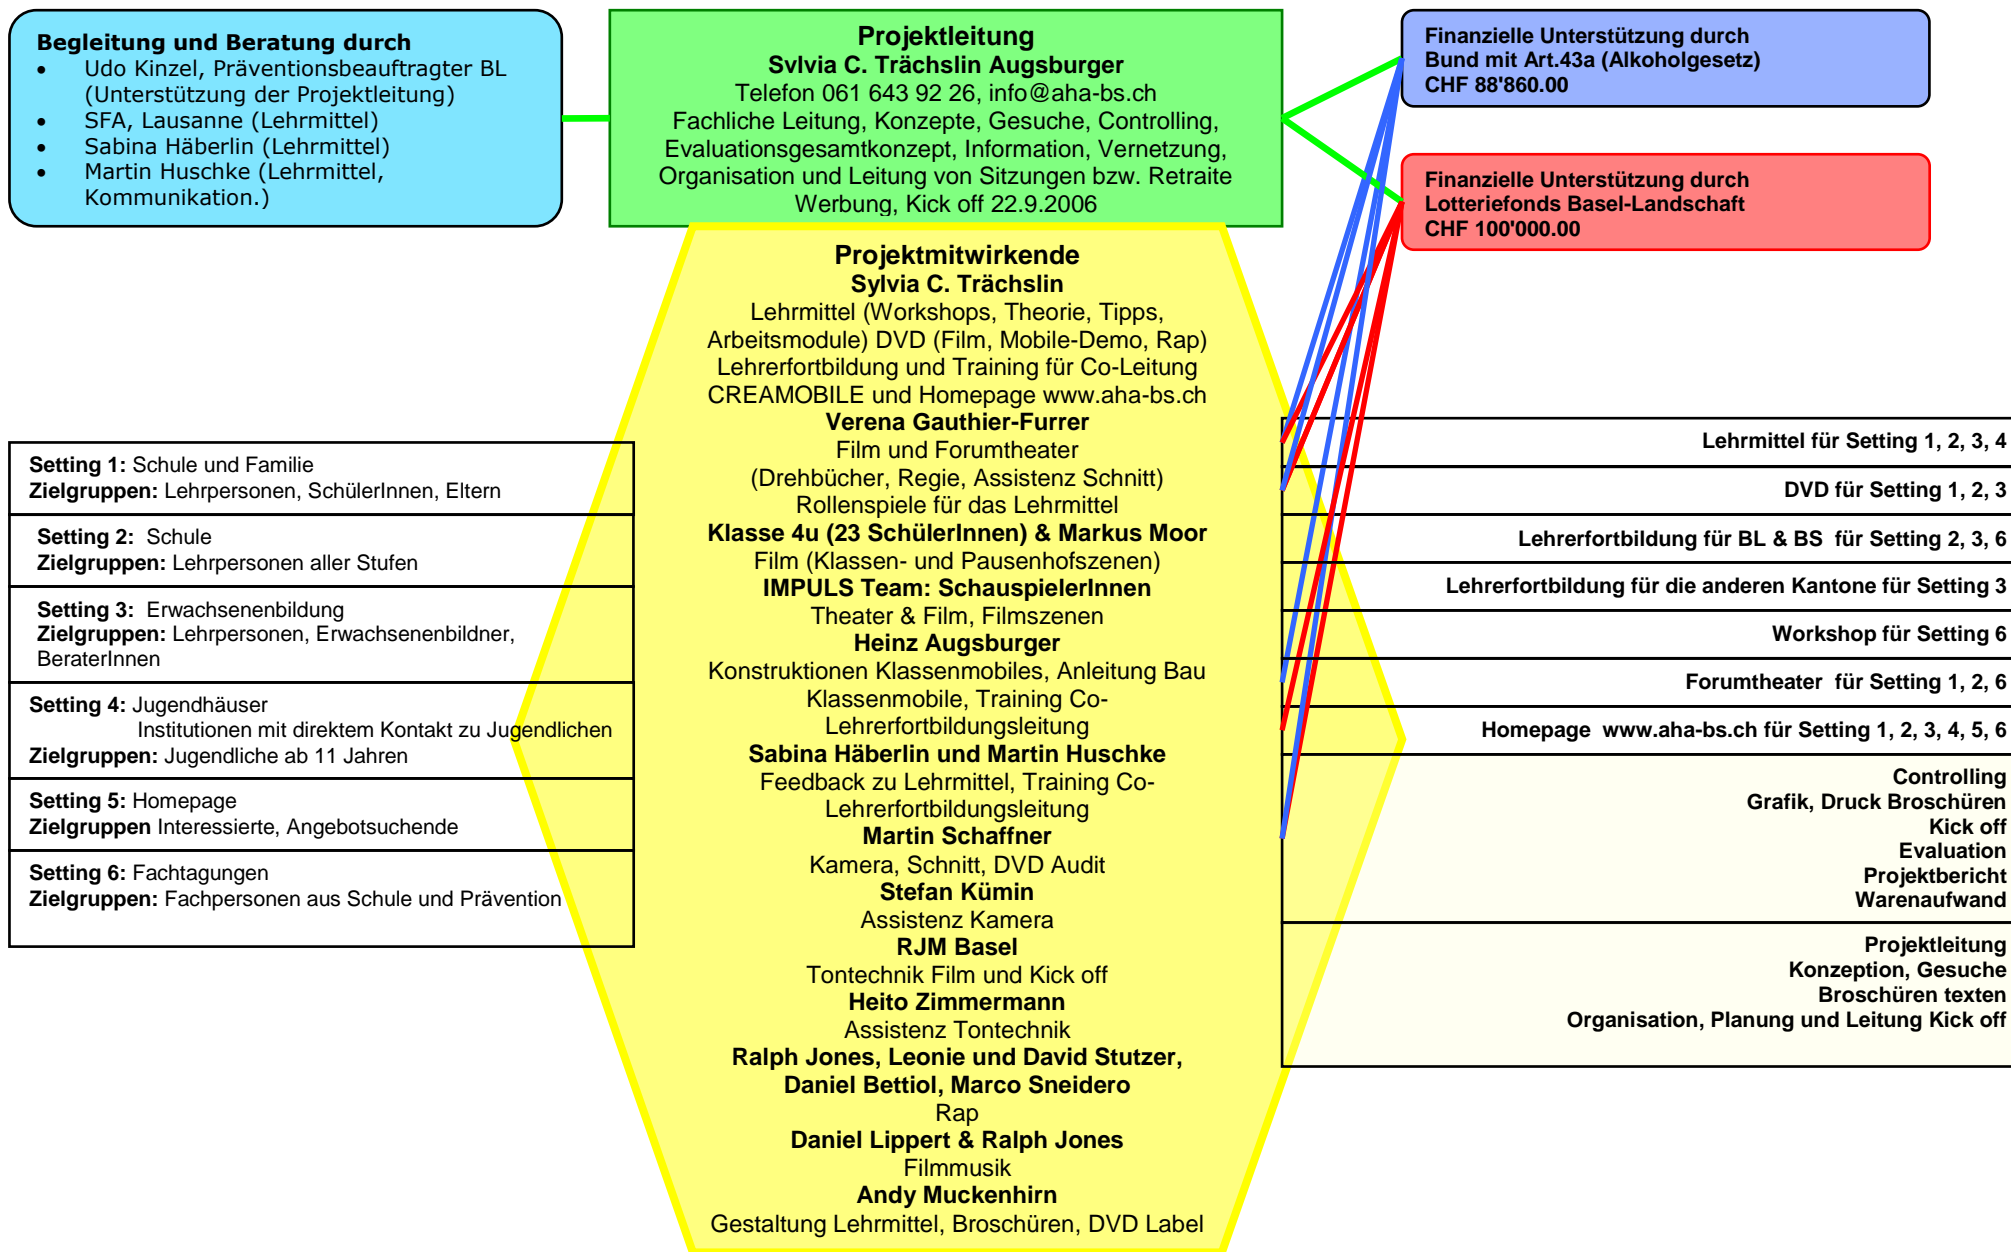 Begleitung und Beratung durch
• Udo Kinzel, Präventionsbeauftragter BL
(Unterstützung der Projektleitung)
• SFA, Lausanne (Lehrmittel)
• Sabina Häberlin (Lehrmittel)
• Martin Huschke (Lehrmittel,
Kommunikation.)
Projektleitung
Sylvia C. Trächslin Augsburger
Telefon 061 643 92 26, info@aha-bs.ch
Fachliche Leitung, Konzepte, Gesuche, Controlling,
Evaluationsgesamtkonzept, Information, Vernetzung,
Organisation und Leitung von Sitzungen bzw. Retraite
Werbung, Kick off 22.9.2006
Finanzielle Unterstützung durch
Bund mit Art.43a (Alkoholgesetz)
CHF 88'860.00
Finanzielle Unterstützung durch
Lotteriefonds Basel-Landschaft
CHF 100'000.00
Projektmitwirkende
Sylvia C. Trächslin
Lehrmittel (Workshops, Theorie, Tipps,
Arbeitsmodule) DVD (Film, Mobile-Demo, Rap)
Lehrerfortbildung und Training für Co-Leitung
CREAMOBILE und Homepage www.aha-bs.ch
Verena Gauthier-Furrer
Film und Forumtheater
(Drehbücher, Regie, Assistenz Schnitt)
Rollenspiele für das Lehrmittel
Klasse 4u (23 SchülerInnen) & Markus Moor
Film (Klassen- und Pausenhofszenen)
IMPULS Team: SchauspielerInnen
Theater & Film, Filmszenen
Heinz Augsburger
Konstruktionen Klassenmobiles, Anleitung Bau
Klassenmobile, Training Co-
Lehrerfortbildungsleitung
Sabina Häberlin und Martin Huschke
Feedback zu Lehrmittel, Training Co-
Lehrerfortbildungsleitung
Martin Schaffner
Kamera, Schnitt, DVD Audit
Stefan Kümin
Assistenz Kamera
RJM Basel
Tontechnik Film und Kick off
Heito Zimmermann
Assistenz Tontechnik
Ralph Jones, Leonie und David Stutzer,
Daniel Bettiol, Marco Sneidero
Rap
Daniel Lippert & Ralph Jones
Filmmusik
Andy Muckenhirn
Gestaltung Lehrmittel, Broschüren, DVD Label
Setting 1: Schule und Familie
Zielgruppen: Lehrpersonen, SchülerInnen, Eltern
Setting 2: Schule
Zielgruppen: Lehrpersonen aller Stufen
Setting 3: Erwachsenenbildung
Zielgruppen: Lehrpersonen, Erwachsenenbildner,
BeraterInnen
Setting 4: Jugendhäuser
Institutionen mit direktem Kontakt zu Jugendlichen
Zielgruppen: Jugendliche ab 11 Jahren
Setting 5: Homepage
Zielgruppen Interessierte, Angebotsuchende
Setting 6: Fachtagungen
Zielgruppen: Fachpersonen aus Schule und Prävention
Lehrmittel für Setting 1, 2, 3, 4
DVD für Setting 1, 2, 3
Lehrerfortbildung für BL & BS für Setting 2, 3, 6
Lehrerfortbildung für die anderen Kantone für Setting 3
Workshop für Setting 6
Forumtheater für Setting 1, 2, 6
Homepage www.aha-bs.ch für Setting 1, 2, 3, 4, 5, 6
Controlling
Grafik, Druck Broschüren
Kick off
Evaluation
Projektbericht
Warenaufwand
Projektleitung
Konzeption, Gesuche
Broschüren texten
Organisation, Planung und Leitung Kick off